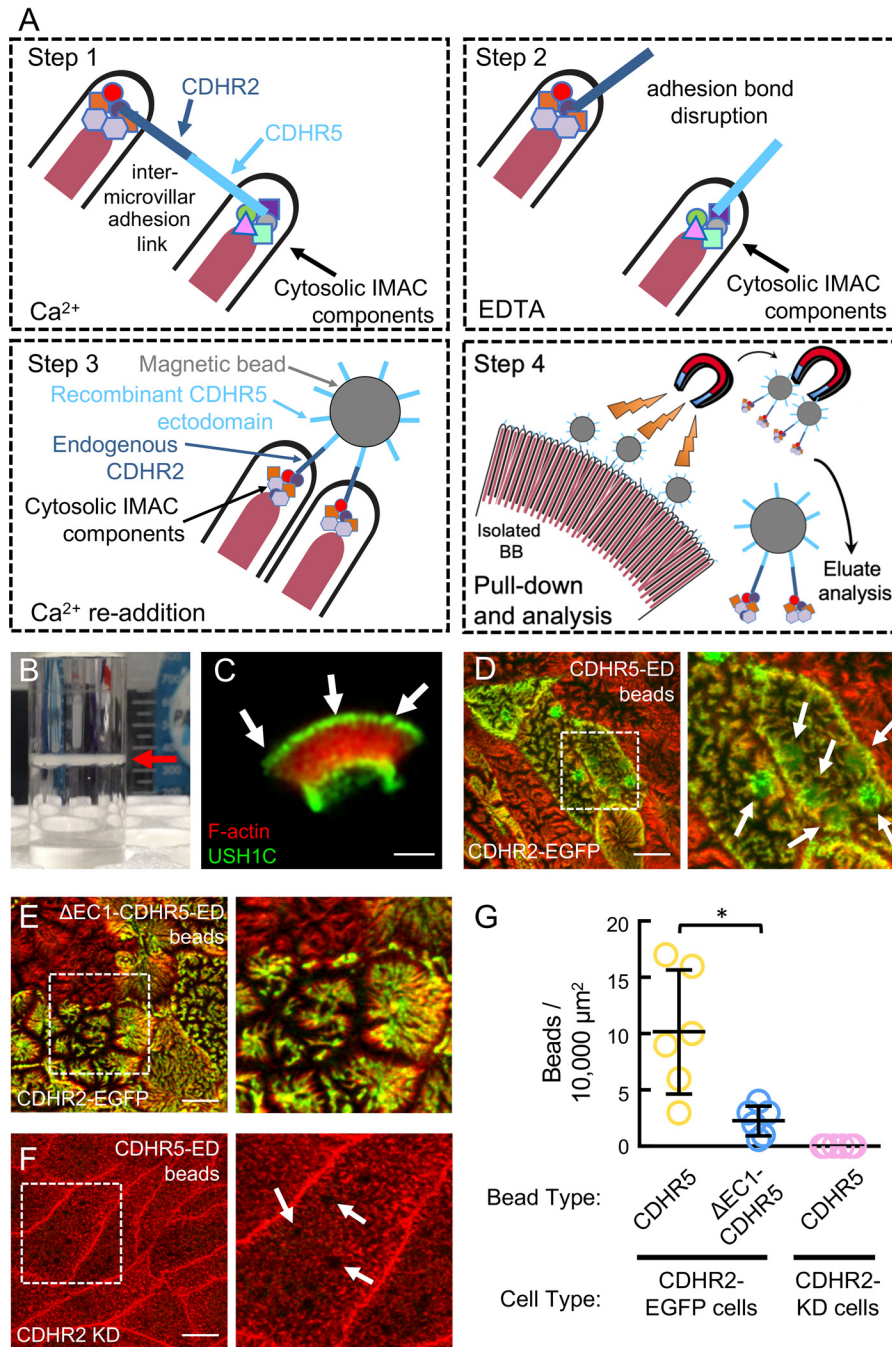 A
Step 1
CDHR2
CDHR5
inter-
microvillar
adhesion
link
Cytosolic IMAC
components
Ca²⁺
Step 2
adhesion bond
disruption
Cytosolic IMAC
components
EDTA
Step 3
Magnetic bead
Recombinant CDHR5
ectodomain
Endogenous
CDHR2
Cytosolic IMAC
components
Ca²⁺ re-addition
Step 4
Isolated
BB
Pull-down
and analysis
Eluate
analysis
B
C
F-actin
USH1C
D
CDHR5-ED
beads
CDHR2-EGFP
E
ΔEC1-CDHR5-ED
beads
CDHR2-EGFP
F
CDHR5-ED
beads
CDHR2 KD
G
*
Beads /
10,000 µm²
20
15
10
5
0
Bead Type:
CDHR5
ΔEC1-
CDHR5
CDHR5
Cell Type:
CDHR2-
EGFP cells
CDHR2-
KD cells